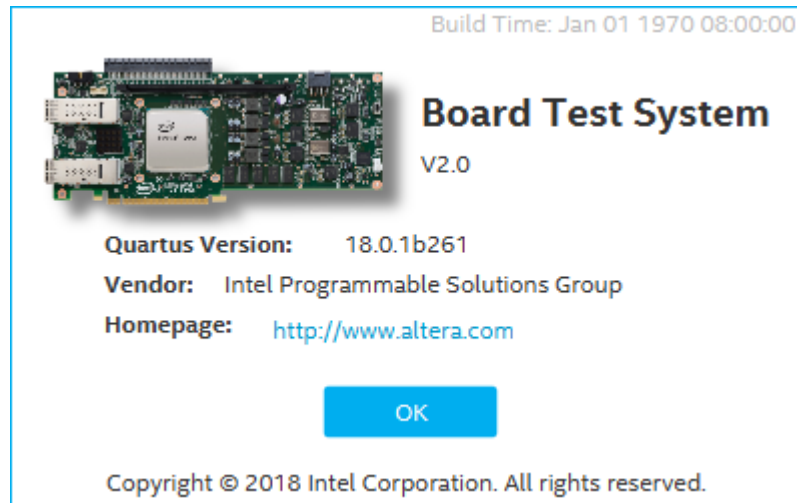 Build Time: Jan 01 1970 08:00:00
Board Test System
V2.0
Quartus Version: 18.0.1b261
Vendor: Intel Programmable Solutions Group
Homepage: http://www.altera.com
OK
Copyright © 2018 Intel Corporation. All rights reserved.